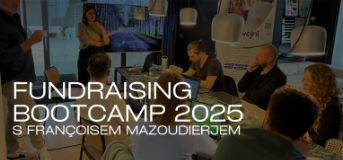 FUNDRAISING
BOOTCAMP 2025
S FRANÇOISEM MAZOUDIERJEM